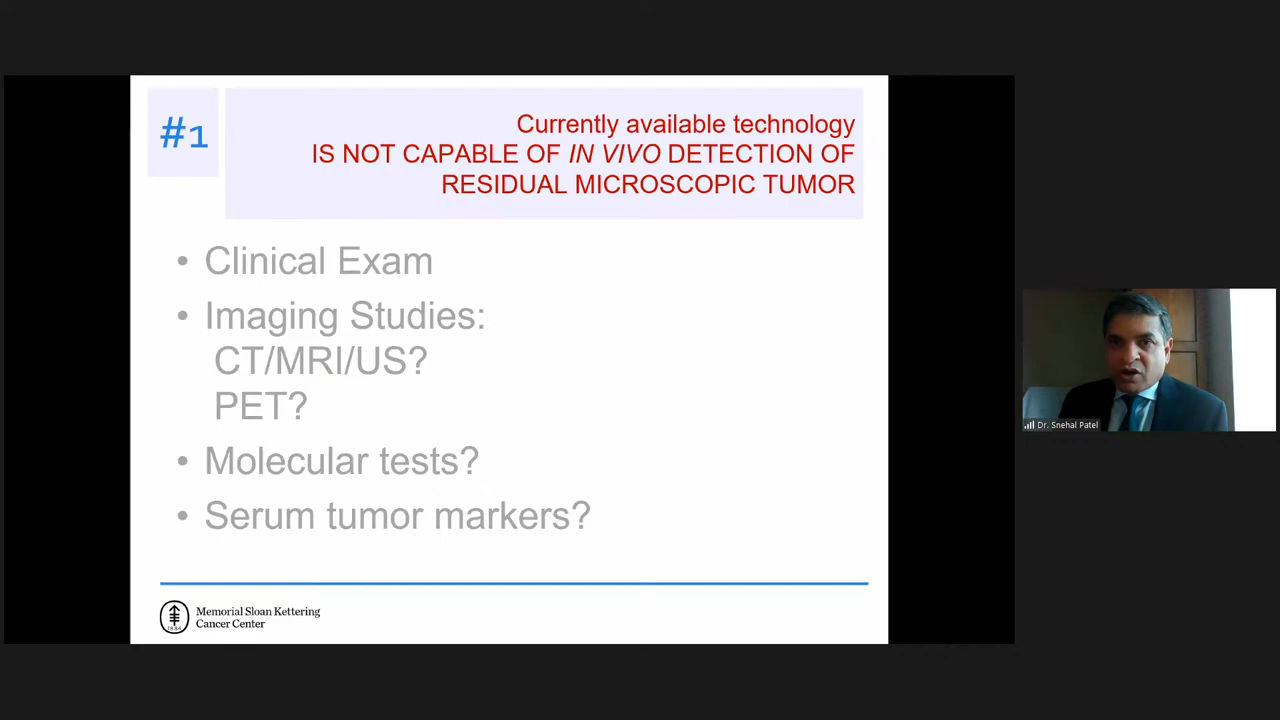 #1
Currently available technology
IS NOT CAPABLE OF IN VIVO DETECTION OF
RESIDUAL MICROSCOPIC TUMOR
• Clinical Exam
• Imaging Studies:
CT/MRI/US?
PET?
• Molecular tests?
• Serum tumor markers?
Memorial Sloan Kettering
Cancer Center
Dr. Snehal Patel